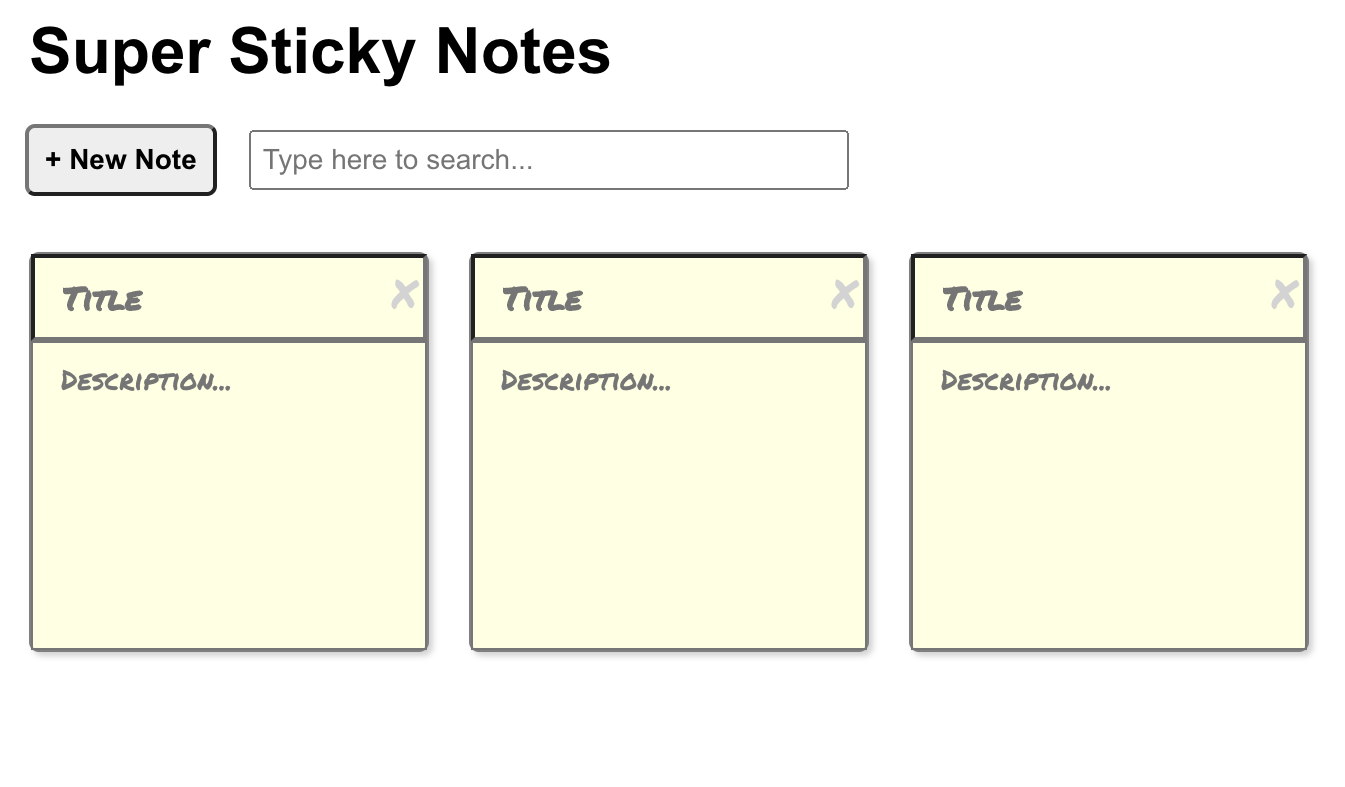 Super Sticky Notes
+ New Note
Type here to search...
Title ✘
Description...
Title ✘
Description...
Title ✘
Description...